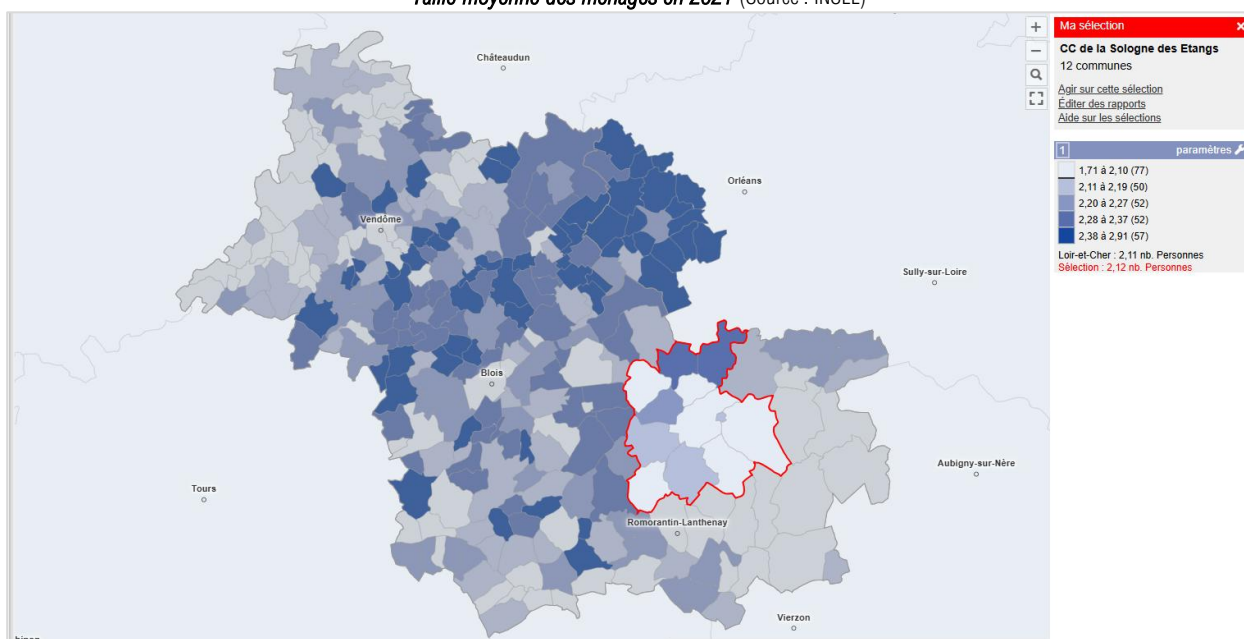 Taille moyenne des ménages en 2021 (Source : INSEE)
Châteaudun
Orléans
Vendôme
Sully-sur-Loire
Blois
Aubigny-sur-Nère
Tours
Romorantin-Lanthenay
Vierzon
Ma sélection
CC de la Sologne des Etangs
12 communes
Agir sur cette sélection
Éditer des rapports
Aide sur les sélections
1 paramètres
1,71 à 2,10 (77)
2,11 à 2,19 (50)
2,20 à 2,27 (52)
2,28 à 2,37 (52)
2,38 à 2,91 (57)
Loir-et-Cher : 2,11 nb. Personnes
Sélection : 2,12 nb. Personnes